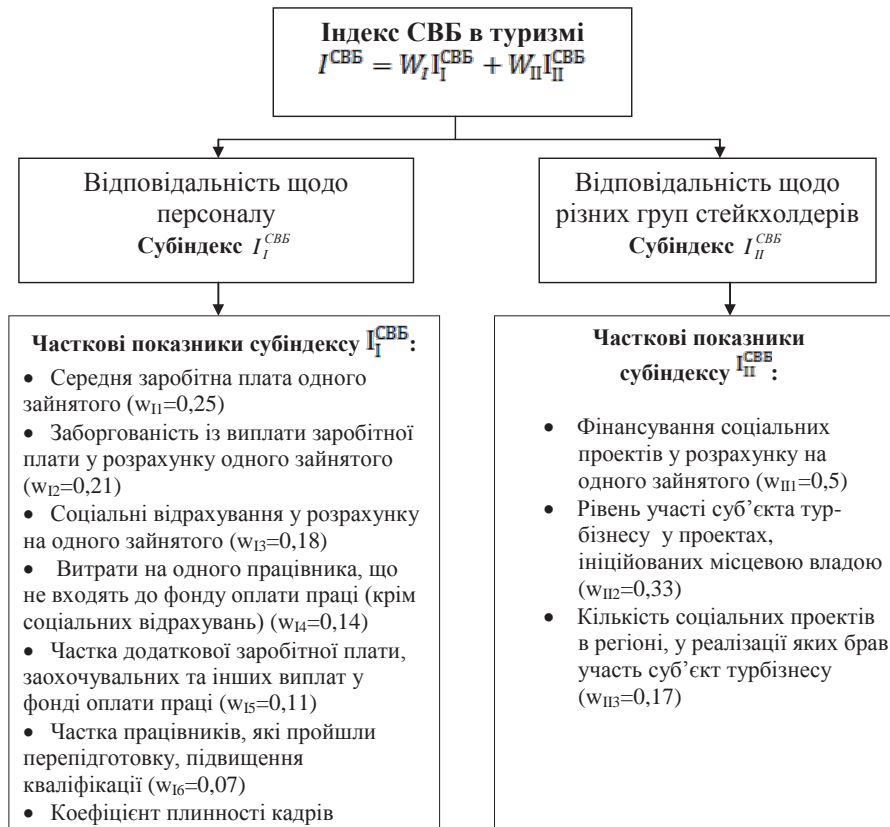 Індекс СВБ в туризмі
I^СВБ = W_I I_I^СВБ + W_II I_II^СВБ
Відповідальність щодо
персоналу
Субіндекс I_I^СВБ
Відповідальність щодо
різних груп стейкхолдерів
Субіндекс I_II^СВБ
Часткові показники субіндексу I_I^СВБ:
• Середня заробітна плата одного
зайнятого (w_I1=0,25)
• Заборгованість із виплати заробітної
плати у розрахунку одного зайнятого
(w_I2=0,21)
• Соціальні відрахування у розрахунку
на одного зайнятого (w_I3=0,18)
• Витрати на одного працівника, що
не входять до фонду оплати праці (крім
соціальних відрахувань) (w_I4=0,14)
• Частка додаткової заробітної плати,
заохочувальних та інших виплат у
фонді оплати праці (w_I5=0,11)
• Частка працівників, які пройшли
перепідготовку, підвищення
кваліфікації (w_I6=0,07)
• Коефіцієнт плинності кадрів
Часткові показники
субіндексу I_II^СВБ:
• Фінансування соціальних
проектів у розрахунку на
одного зайнятого (w_II1=0,5)
• Рівень участі суб’єкта тур-
бізнесу у проектах,
ініційованих місцевою владою
(w_II2=0,33)
• Кількість соціальних проектів
в регіоні, у реалізації яких брав
участь суб’єкт турбізнесу
(w_II3=0,17)